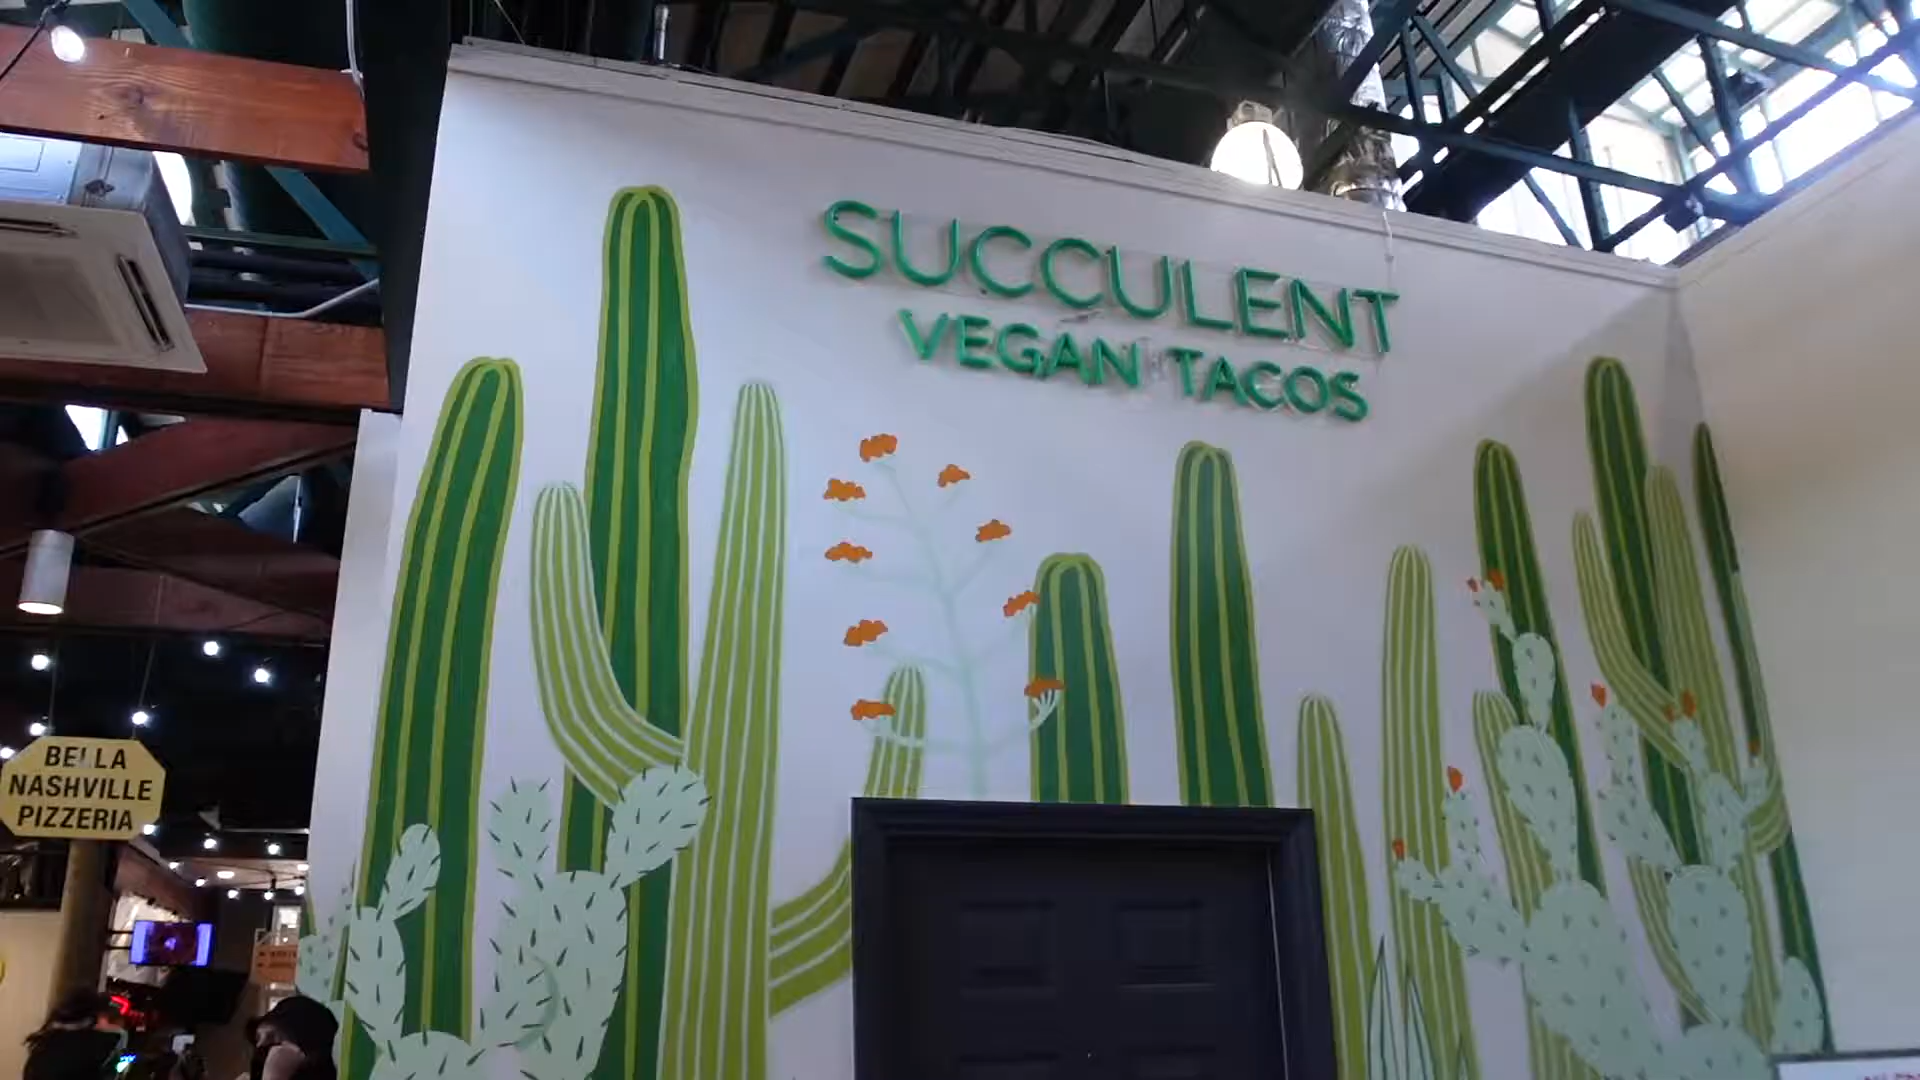 SUCCULENT
VEGAN TACOS
BELLA
NASHVILLE
PIZZERIA